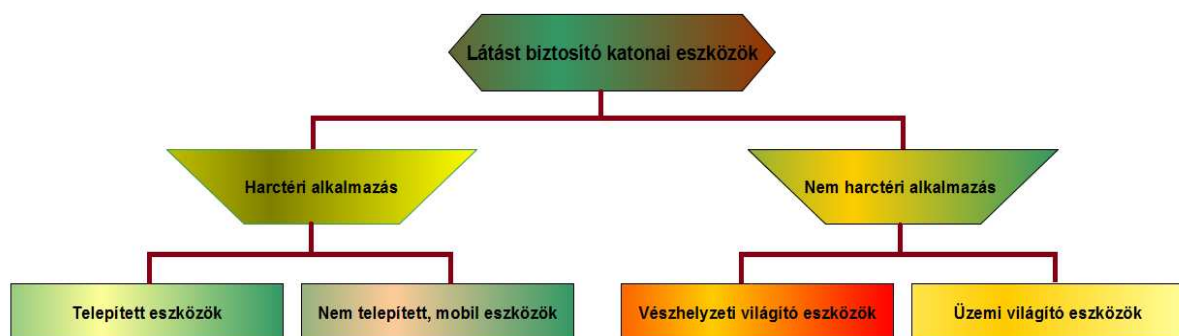 Látást biztosító katonai eszközök
Harctéri alkalmazás
Nem harctéri alkalmazás
Telepített eszközök
Nem telepített, mobil eszközök
Vészhelyzeti világító eszközök
Üzemi világító eszközök